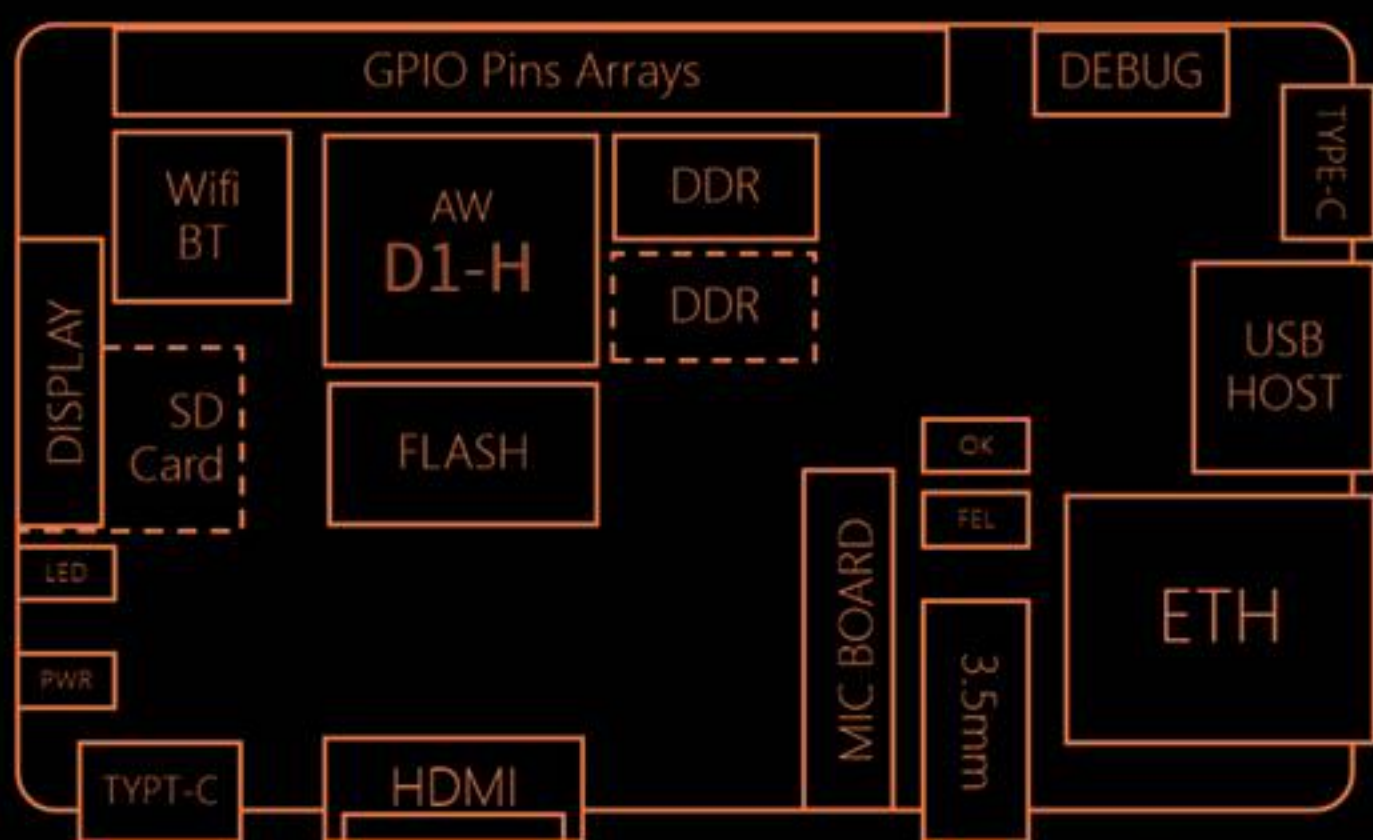 GPIO Pins Arrays
DEBUG
TYPE-C
Wifi
BT
AW
D1-H
DDR
DDR
USB
HOST
DISPLAY
SD
Card
FLASH
OK
FEL
LED
MIC-BOARD
ETH
PWR
3.5mm
TYPT-C
HDMI